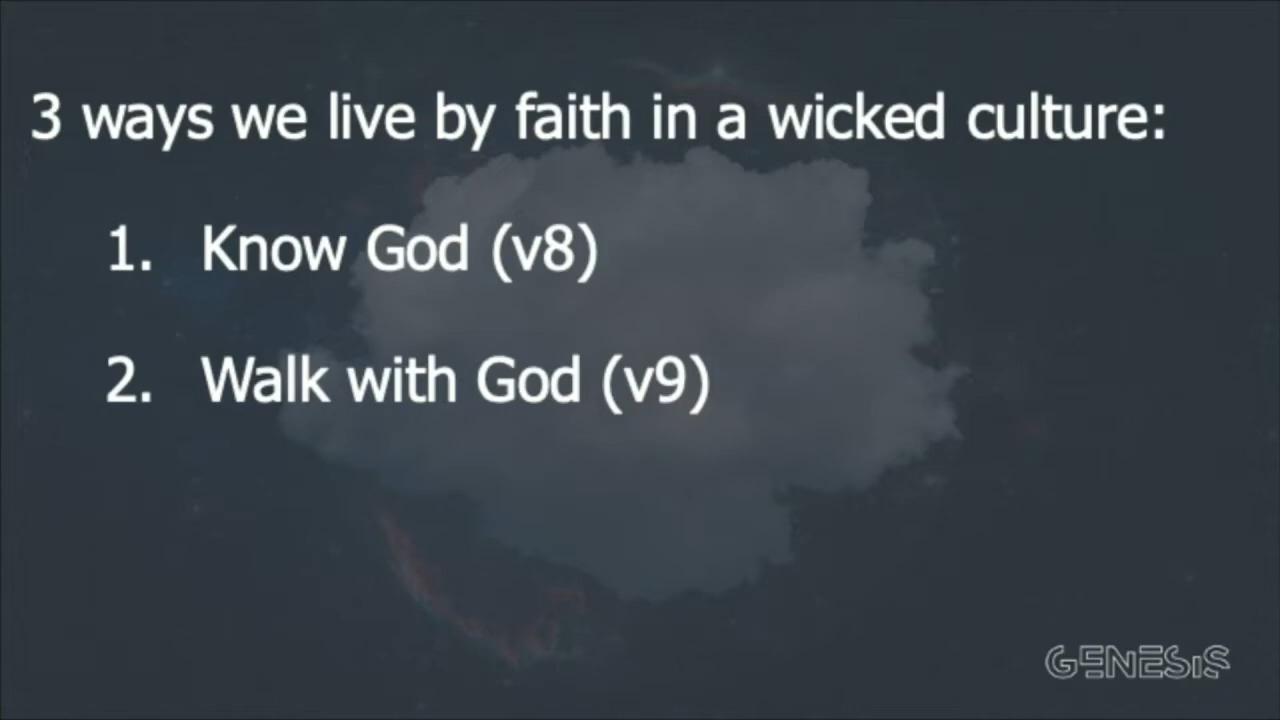 3 ways we live by faith in a wicked culture:
1. Know God (v8)
2. Walk with God (v9)
GENESIS